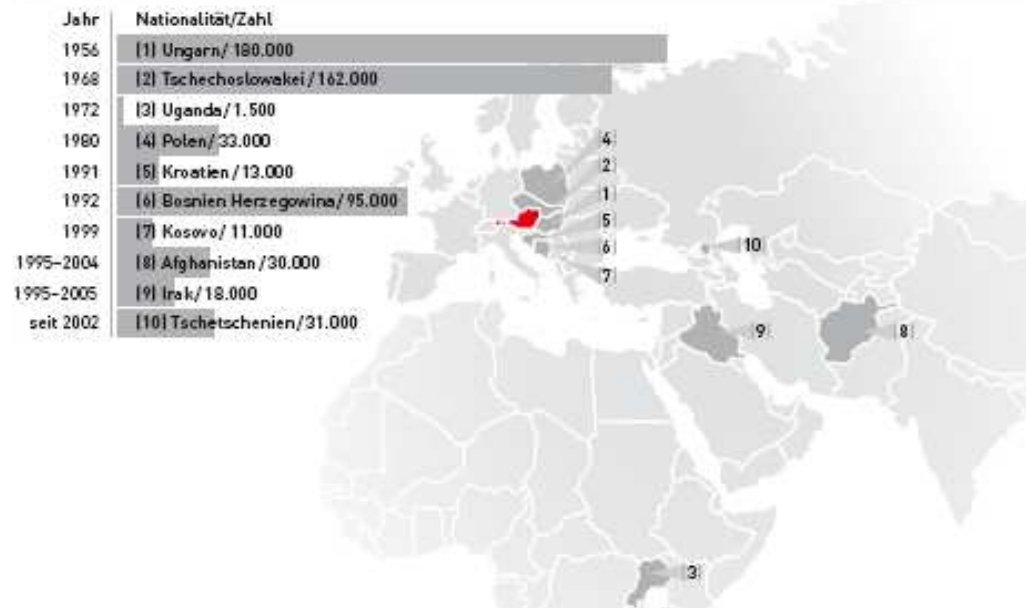 Jahr Nationalität/Zahl
1956 (1) Ungarn/ 180.000
1968 (2) Tschechoslowakei/162.000
1972 (3) Uganda/1.500
1980 (4) Polen/33.000
1991 (5) Kroatien/13.000
1992 (6) Bosnien Herzegowina/95.000
1999 (7) Kosovo/11.000
1995–2004 (8) Afghanistan/30.000
1995–2005 (9) Irak/18.000
seit 2002 (10) Tschetschenien/31.000
4
2
1
5
6
7
10
9
8
3